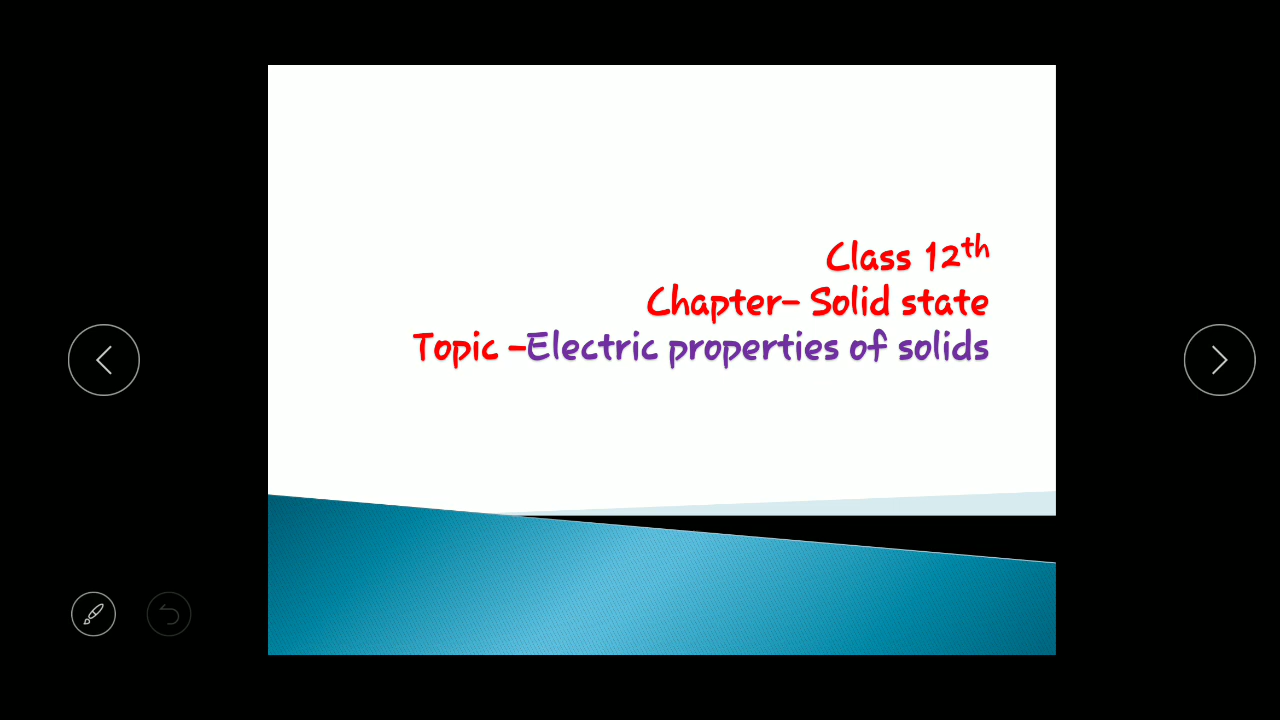 Class 12th
Chapter- Solid state
Topic -Electric properties of solids